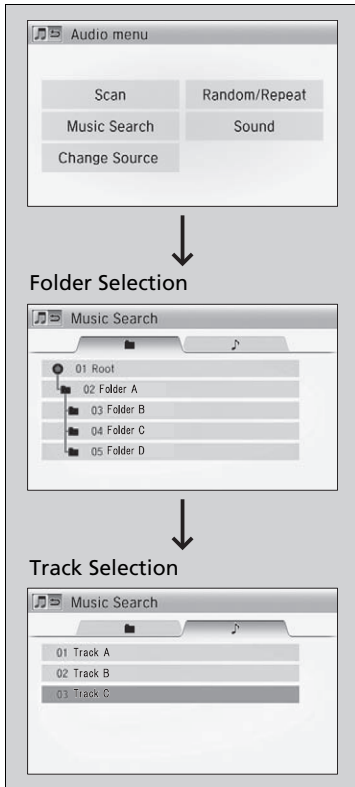 Audio menu
Scan Random/Repeat
Music Search Sound
Change Source
Folder Selection
Music Search
01 Root
02 Folder A
03 Folder B
04 Folder C
05 Folder D
Track Selection
Music Search
01 Track A
02 Track B
03 Track C